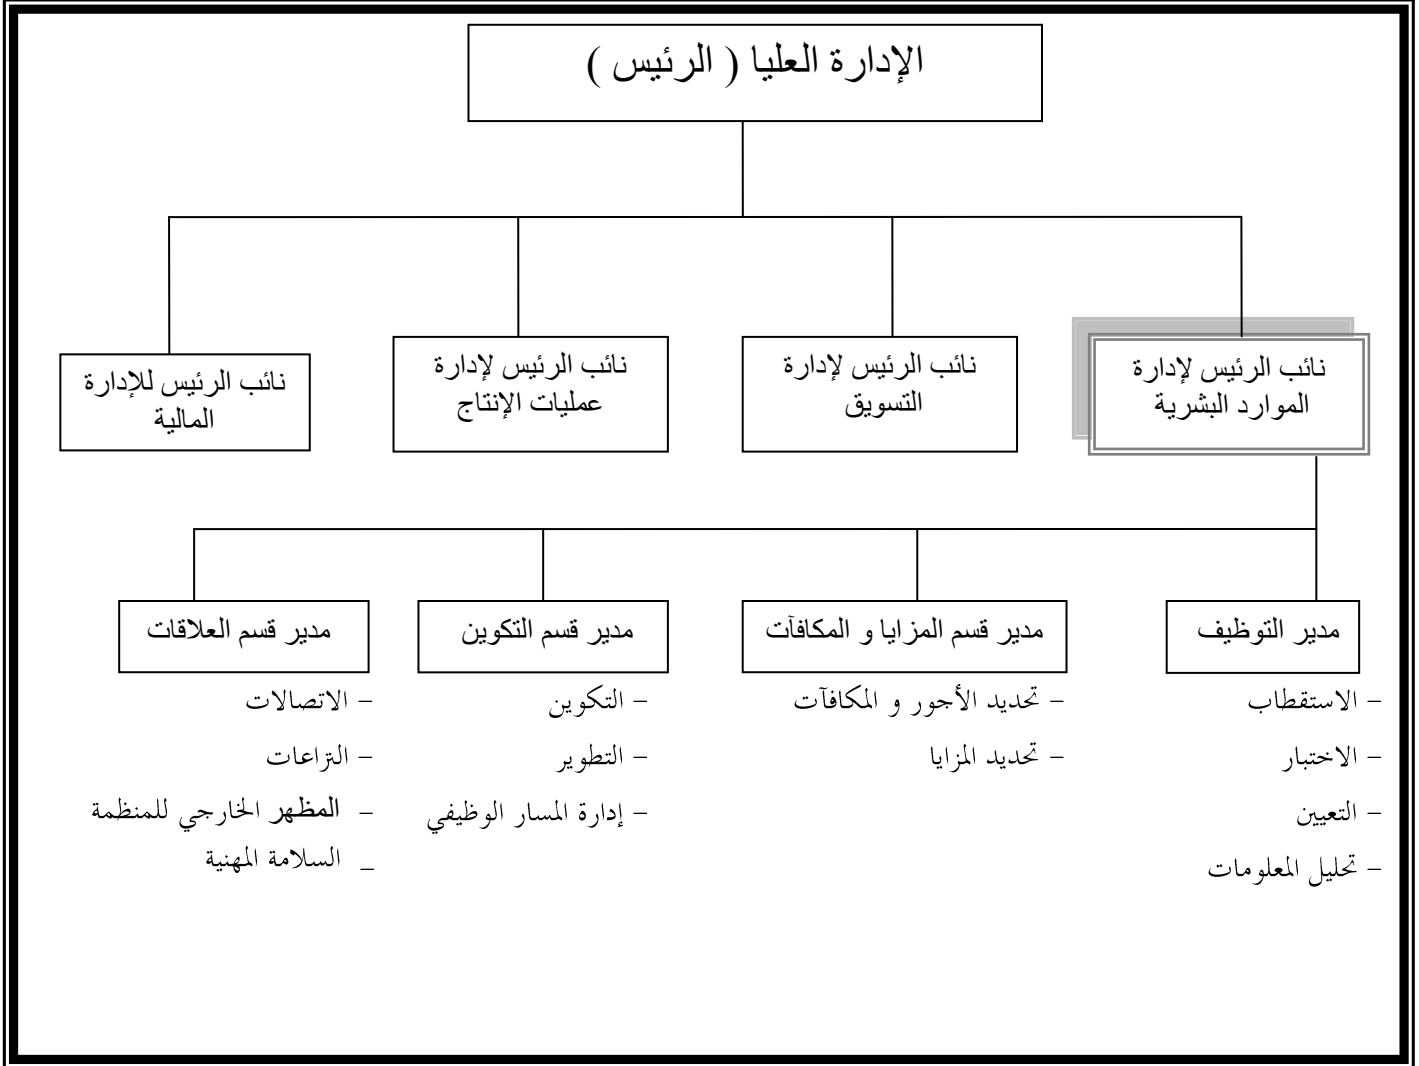 الإدارة العليا ( الرئيس )
نائب الرئيس لإدارة
الموارد البشرية
نائب الرئيس لإدارة
التسويق
نائب الرئيس لإدارة
عمليات الإنتاج
نائب الرئيس للإدارة
المالية
مدير التوظيف
- الاستقطاب
- الاختبار
- التعيين
- تحليل المعلومات
مدير قسم المزايا و المكافآت
- تحديد الأجور و المكافآت
- تحديد المزايا
مدير قسم التكوين
- التكوين
- التطوير
- إدارة المسار الوظيفي
مدير قسم العلاقات
- الاتصالات
- التراعات
- المظهر الخارجي للمنظمة
_ السلامة المهنية